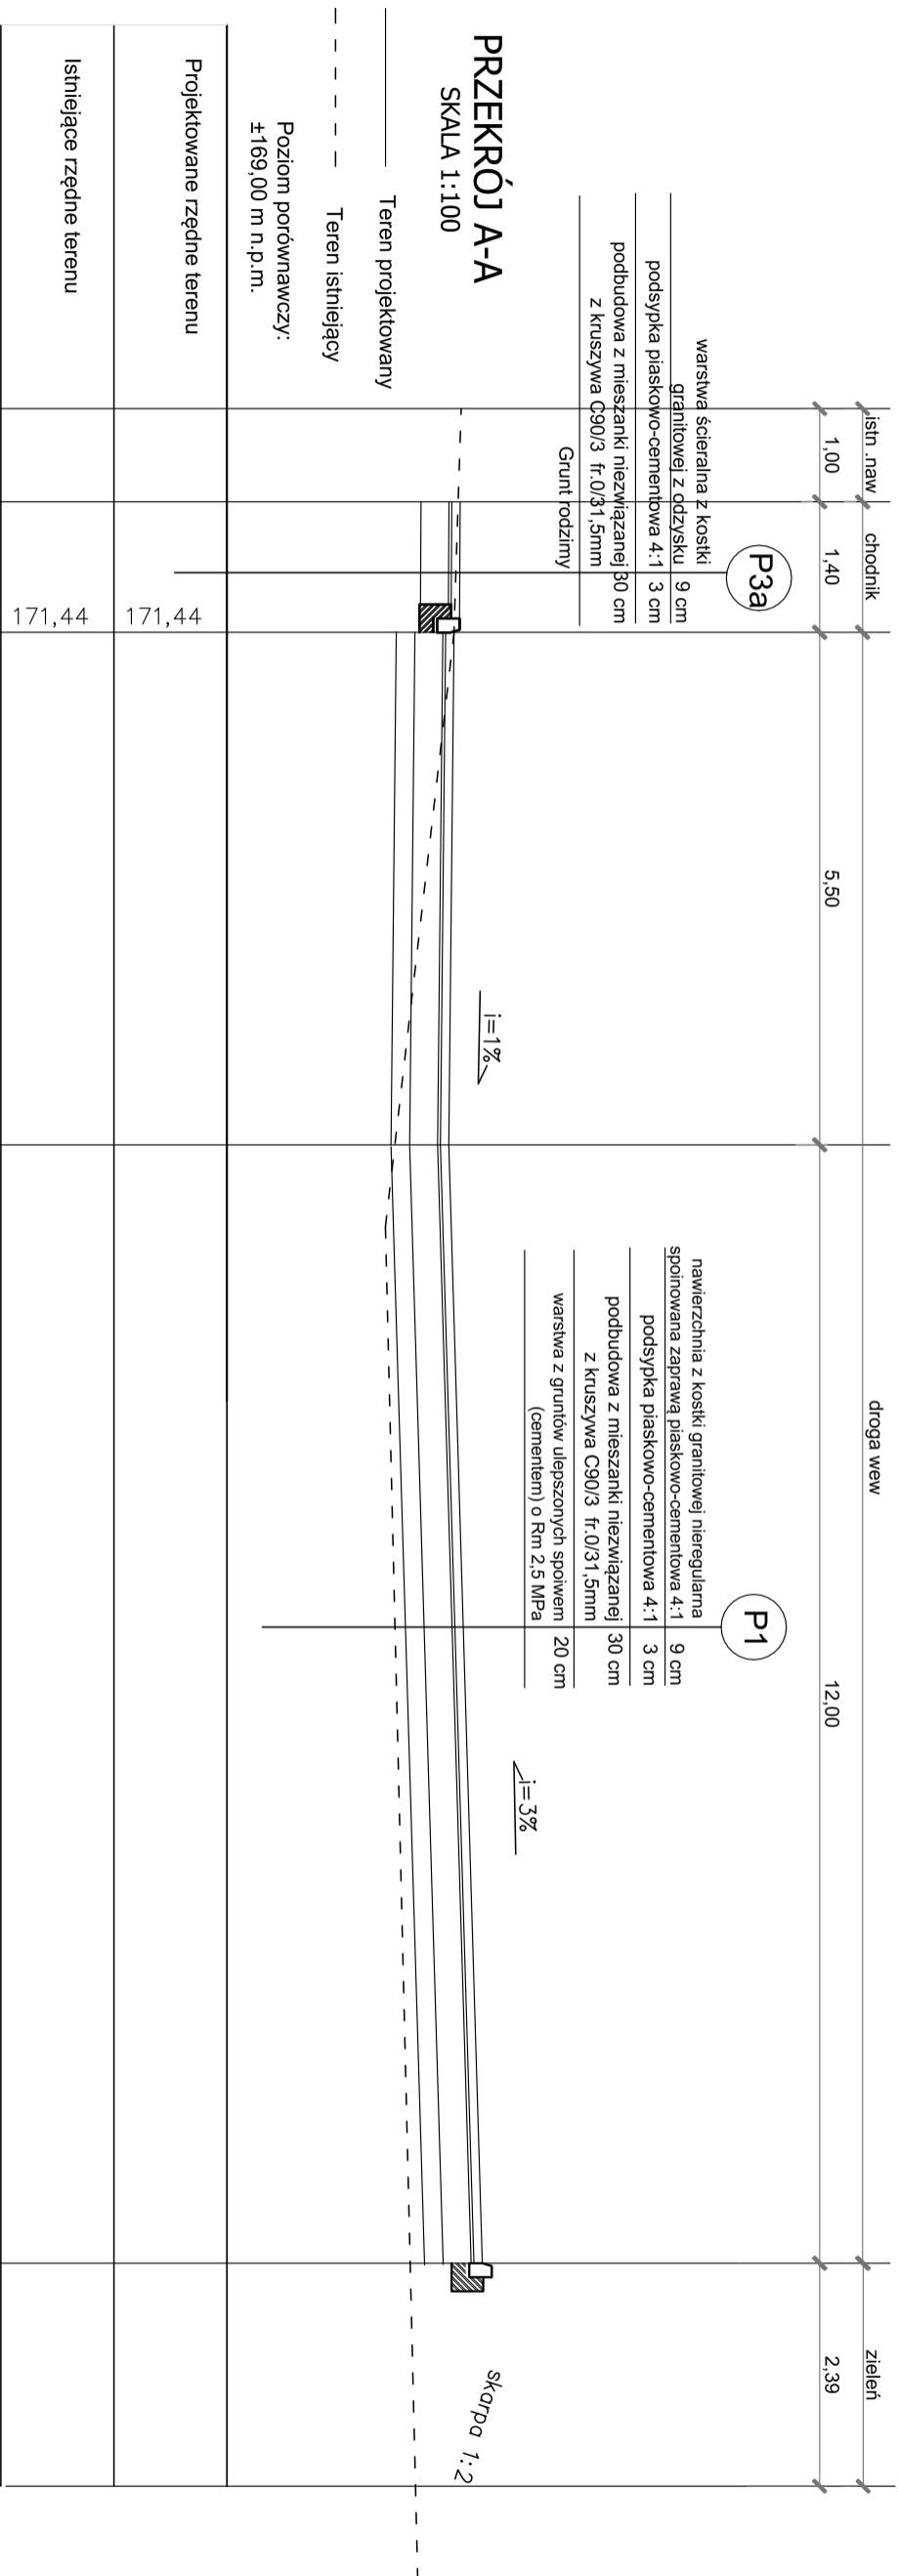 istn .naw
chodnik
droga wew
zieleń
1,00
1,40
5,50
12,00
2,39
P3a
P1
warstwa ścieralna z kostki
granitowej z odzysku 9 cm
podsypka piaskowo-cementowa 4:1 3 cm
podbudowa z mieszanki niezwiązanej 30 cm
z kruszywa C90/3 fr.0/31,5mm
Grunt rodzimy
nawierzchnia z kostki granitowej nieregularna
spoinowana zaprawą piaskowo-cementowa 4:1 9 cm
podsypka piaskowo-cementowa 4:1 3 cm
podbudowa z mieszanki niezwiązanej 30 cm
z kruszywa C90/3 fr.0/31,5mm
warstwa z gruntów ulepszonych spoiwem 20 cm
(cementem) o Rm 2,5 MPa
PRZEKRÓJ A-A
SKALA 1:100
i=1%
i=3%
skarpa 1:2
Teren projektowany
Teren istniejący
Poziom porównawczy:
±169,00 m n.p.m.
Projektowane rzędne terenu
171,44
Istniejące rzędne terenu
171,44